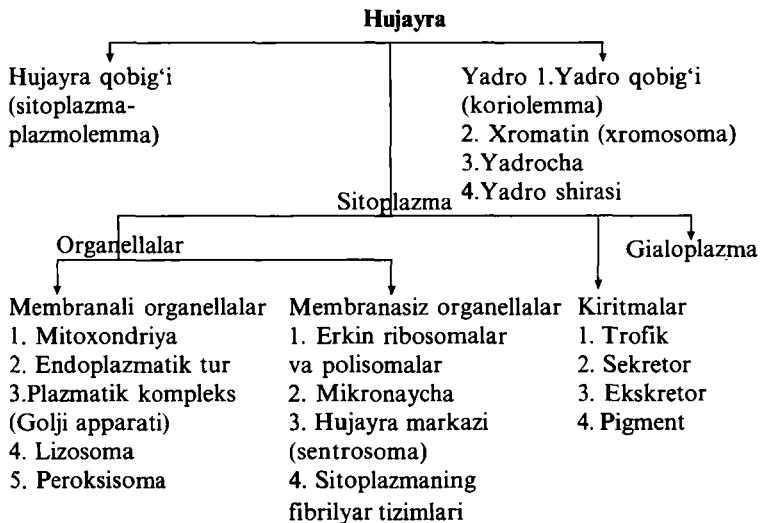 Hujayra
Hujayra qobig‘i
(sitoplazma-
plazmolemma)
Yadro 1.Yadro qobig‘i
(koriolemma)
2. Xromatin (xromosoma)
3.Yadrocha
4.Yadro shirasi
Sitoplazma
Organellalar
Gialoplazma
Membranali organellalar
1. Mitoxondriya
2. Endoplazmatik tur
3.Plazmatik kompleks
(Golji apparati)
4. Lizosoma
5. Peroksisoma
Membranasiz organellalar
1. Erkin ribosomalar
va polisomalar
2. Mikronaycha
3. Hujayra markazi
(sentrosoma)
4. Sitoplazmaning
fibrilyar tizimlari
Kiritmalar
1. Trofik
2. Sekretor
3. Ekskretor
4. Pigment